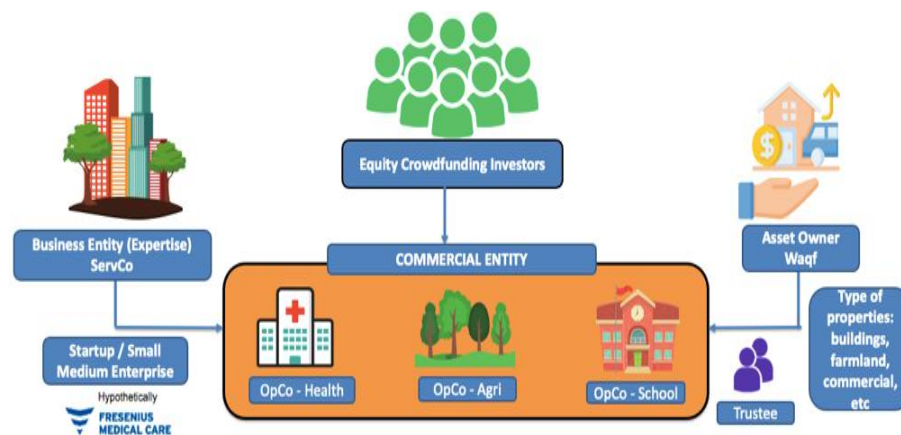 Equity Crowdfunding Investors
Business Entity (Expertise)
ServCo
COMMERCIAL ENTITY
Asset Owner
Waqf
Startup / Small
Medium Enterprise
Hypothetically
FRESENIUS
MEDICAL CARE
OpCo - Health
OpCo - Agri
OpCo - School
Trustee
Type of
properties:
buildings,
farmland,
commercial,
etc